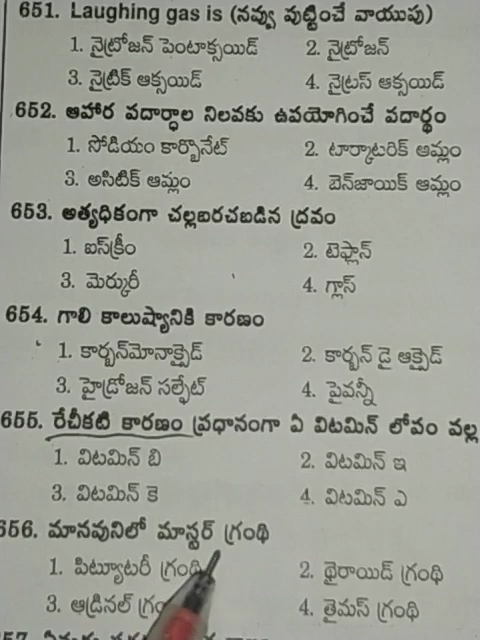 651. Laughing gas is (నవ్వు పుట్టించే వాయువు)
1. నైట్రోజన్ పెంటాక్సయిడ్ 2. నైట్రోజన్
3. నైట్రిక్ ఆక్సయిడ్ 4. నైట్రస్ ఆక్సయిడ్
652. ఆహార పదార్థాల నిలవకు ఉపయోగించే పదార్థం
1. సోడియం కార్బొనేట్ 2. టార్కాటరిక్ ఆమ్లం
3. అసిటిక్ ఆమ్లం 4. బెన్‌జాయిక్ ఆమ్లం
653. అత్యధికంగా చల్లబరచబడిన ద్రవం
1. ఐస్‌క్రీం 2. టెఫ్లాన్
3. మెర్కురీ 4. గ్లాస్
654. గాలి కాలుష్యానికి కారణం
1. కార్బన్‌మోనాక్సైడ్ 2. కార్బన్ డై ఆక్సైడ్
3. హైడ్రోజన్ సల్ఫేట్ 4. పైవన్నీ
655. రేచీకటి కారణం ప్రధానంగా ఏ విటమిన్ లోపం వల్ల
1. విటమిన్ బి 2. విటమిన్ ఇ
3. విటమిన్ కె 4. విటమిన్ ఎ
656. మానవునిలో మాస్టర్ గ్రంథి
1. పిట్యూటరీ గ్రంథి 2. థైరాయిడ్ గ్రంథి
3. ఆడ్రినల్ 4. తైమస్ గ్రంథి